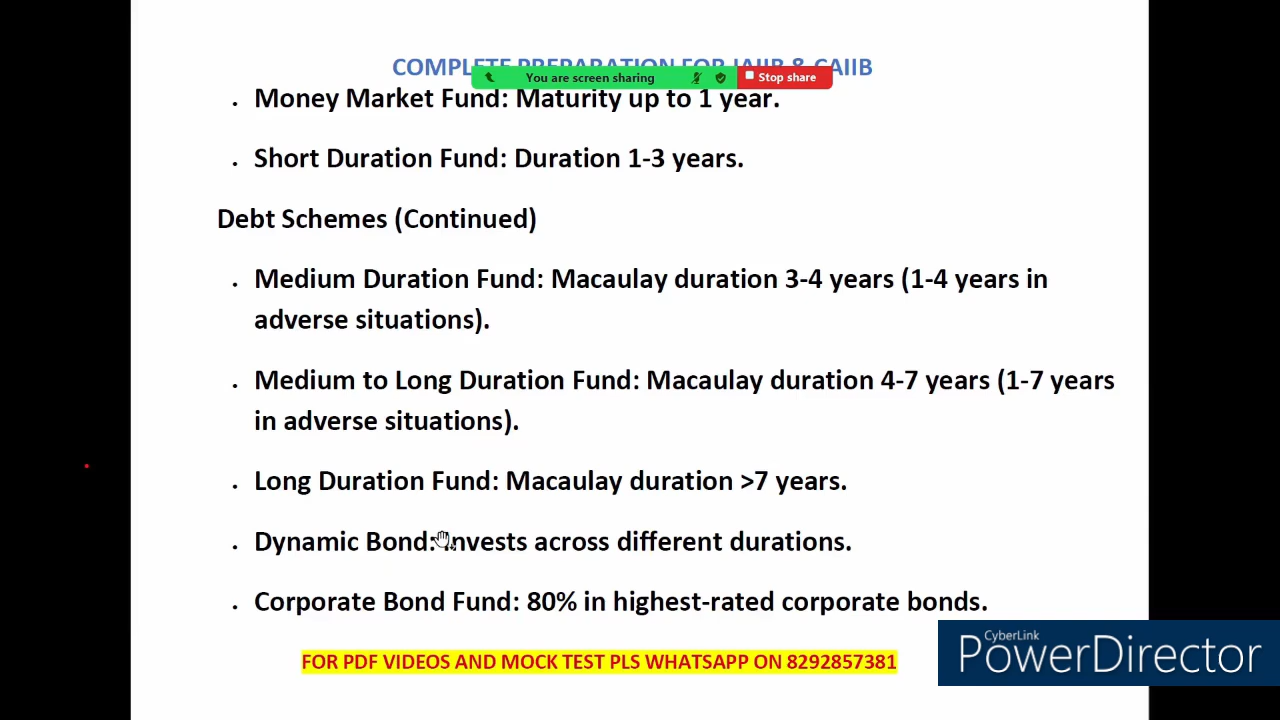 COMPLETE PREPARATION FOR JAIIB & CAIIB
You are screen sharing
Stop share
. Money Market Fund: Maturity up to 1 year.
. Short Duration Fund: Duration 1-3 years.
Debt Schemes (Continued)
. Medium Duration Fund: Macaulay duration 3-4 years (1-4 years in
adverse situations).
. Medium to Long Duration Fund: Macaulay duration 4-7 years (1-7 years
in adverse situations).
. Long Duration Fund: Macaulay duration >7 years.
. Dynamic Bond: Invests across different durations.
. Corporate Bond Fund: 80% in highest-rated corporate bonds.
FOR PDF VIDEOS AND MOCK TEST PLS WHATSAPP ON 8292857381
CyberLink
PowerDirector